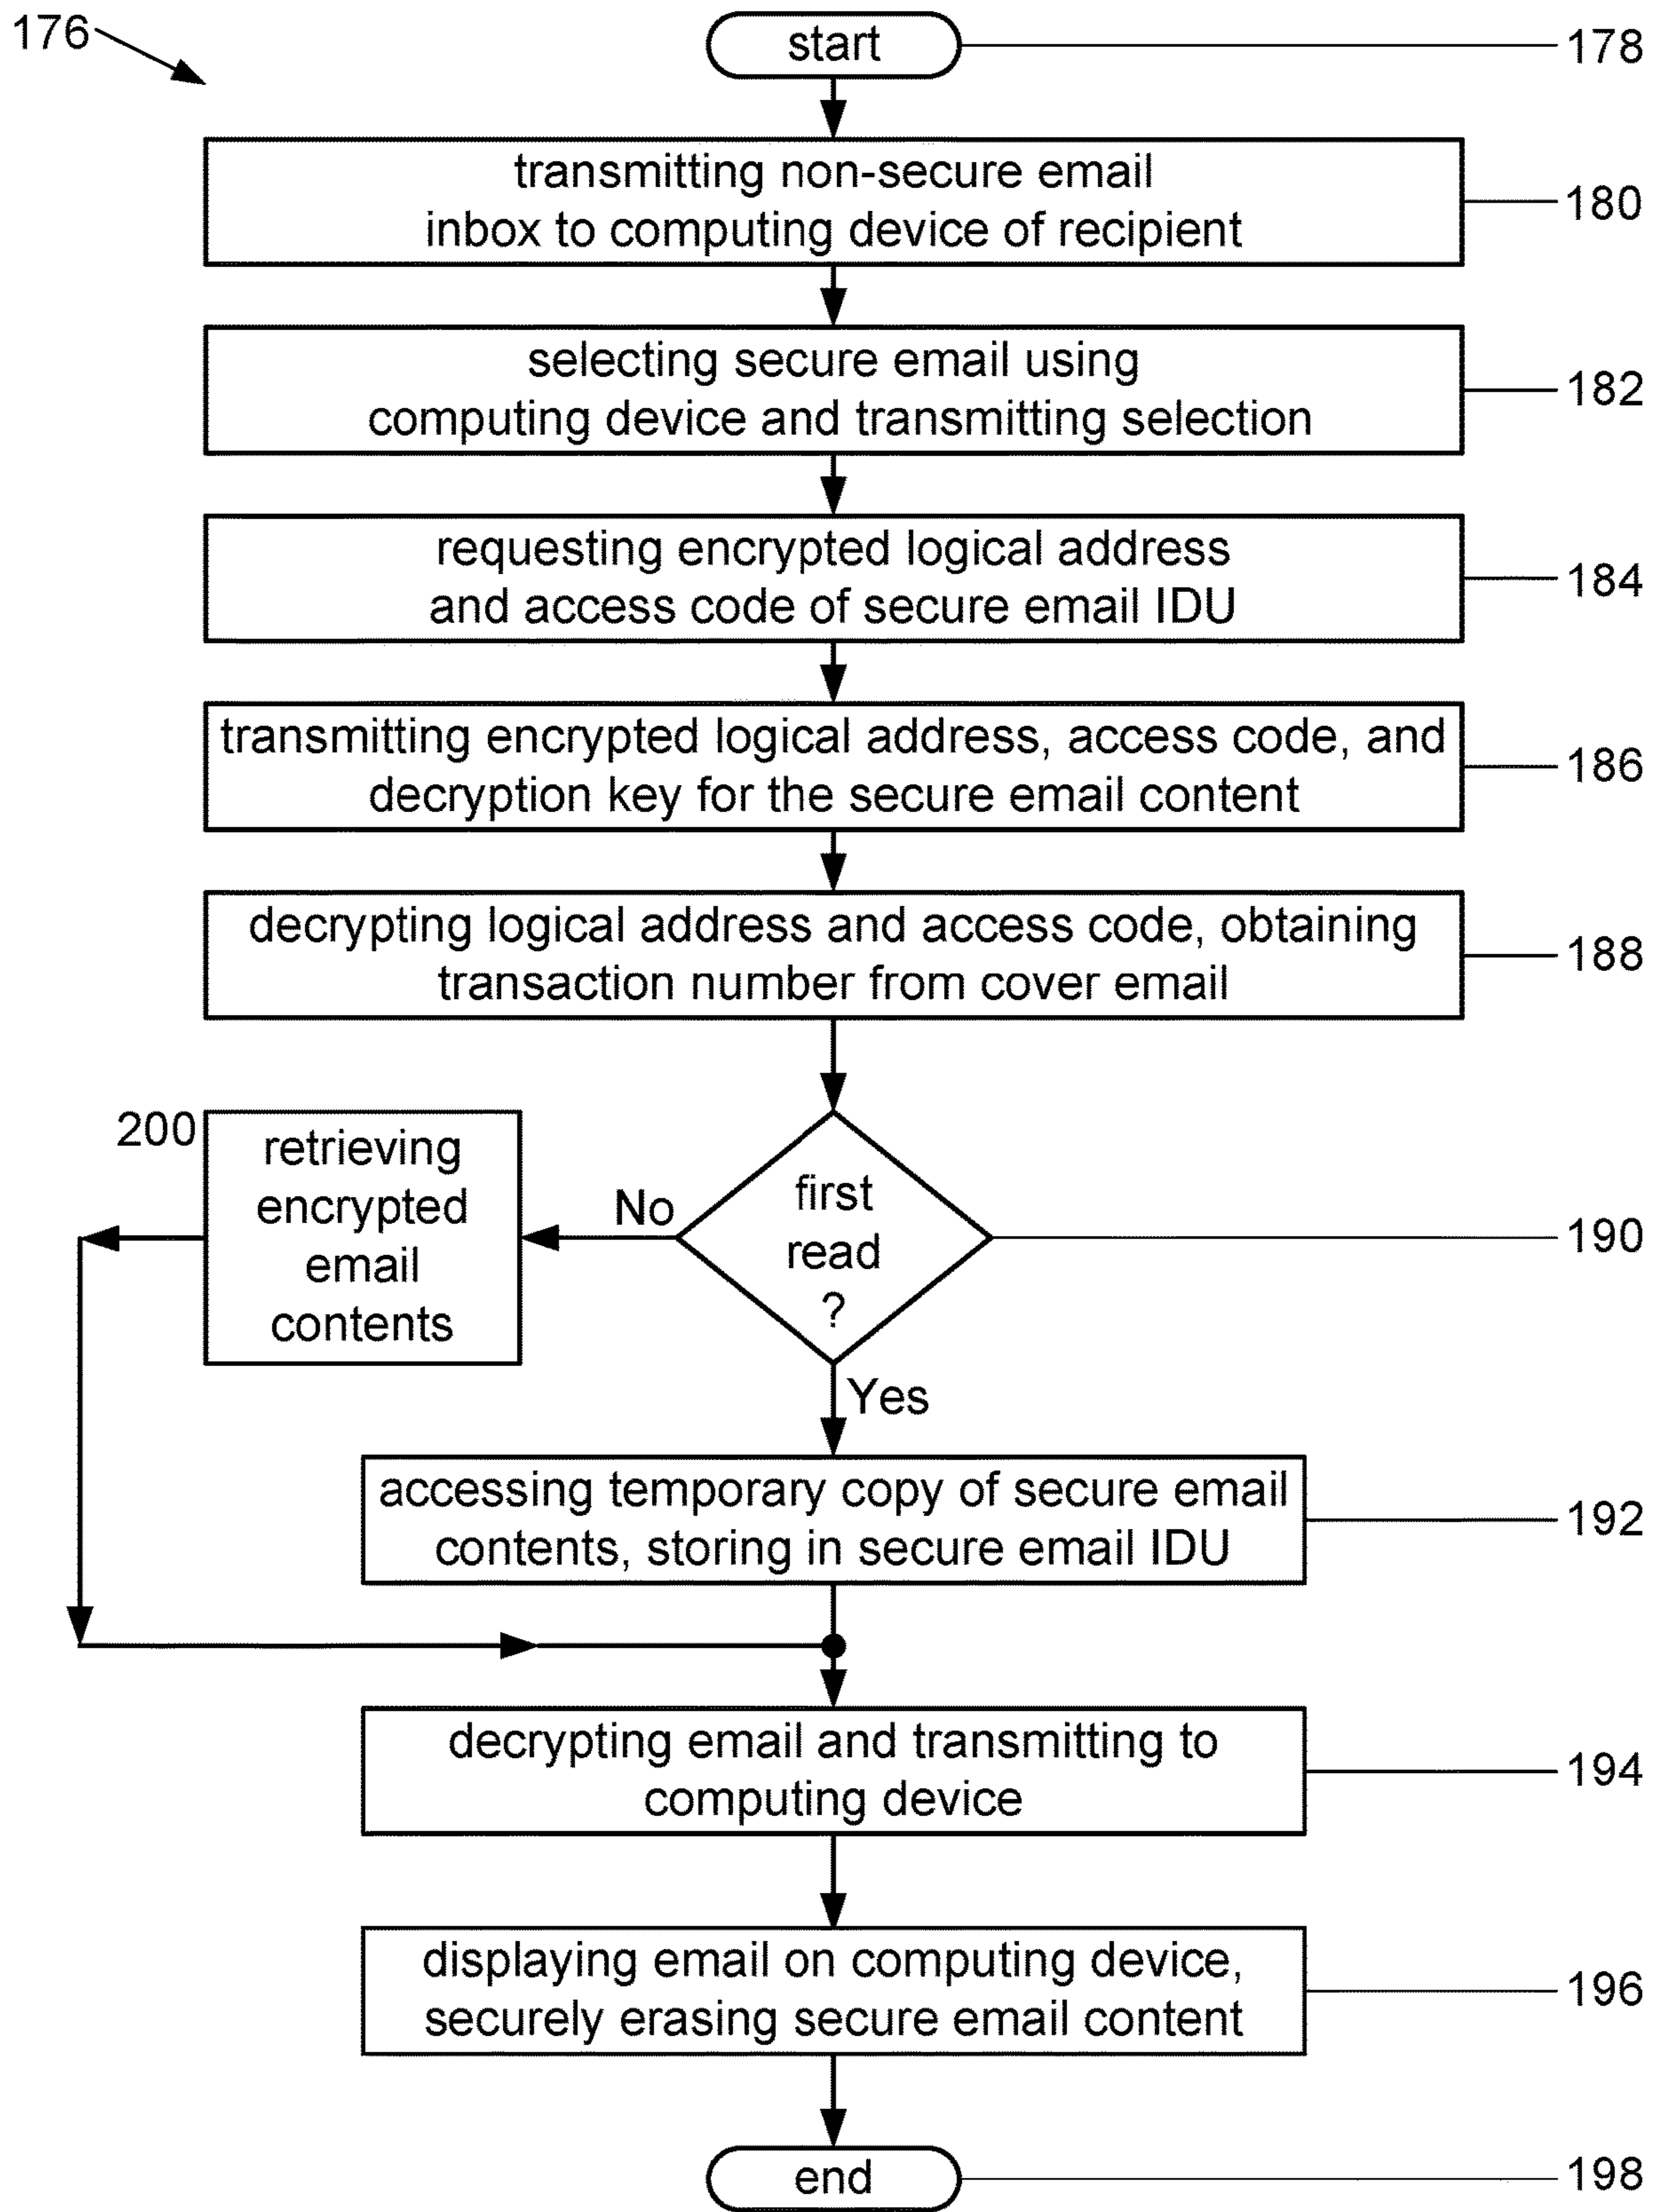 176
start
178
transmitting non-secure email
inbox to computing device of recipient
180
selecting secure email using
computing device and transmitting selection
182
requesting encrypted logical address
and access code of secure email IDU
184
transmitting encrypted logical address, access code, and
decryption key for the secure email content
186
decrypting logical address and access code, obtaining
transaction number from cover email
188
200
retrieving
encrypted
email
contents
No
first
read
?
190
Yes
accessing temporary copy of secure email
contents, storing in secure email IDU
192
decrypting email and transmitting to
computing device
194
displaying email on computing device,
securely erasing secure email content
196
end
198